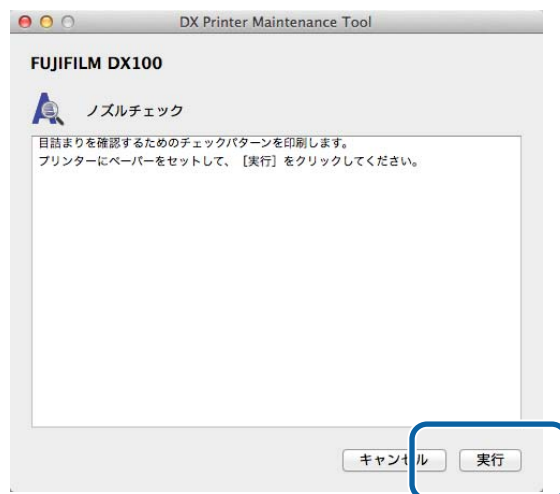 DX Printer Maintenance Tool
FUJIFILM DX100
ノズルチェック
目詰まりを確認するためのチェックパターンを印刷します。
プリンターにペーパーをセットして、［実行］をクリックしてください。
キャンセル
実行